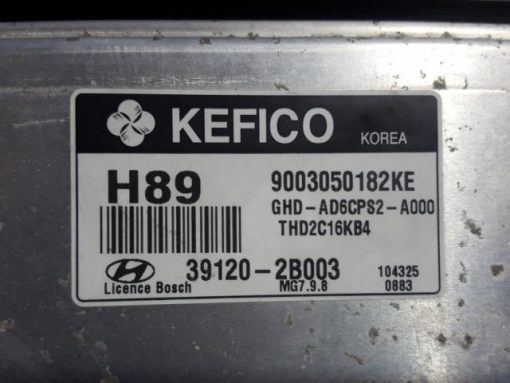 KEFICO KOREA
H89 9003050182KE
GHD-AD6CPS2-A000
THD2C16KB4
39120-2B003 104325
Licence Bosch MG7.9.8 0883